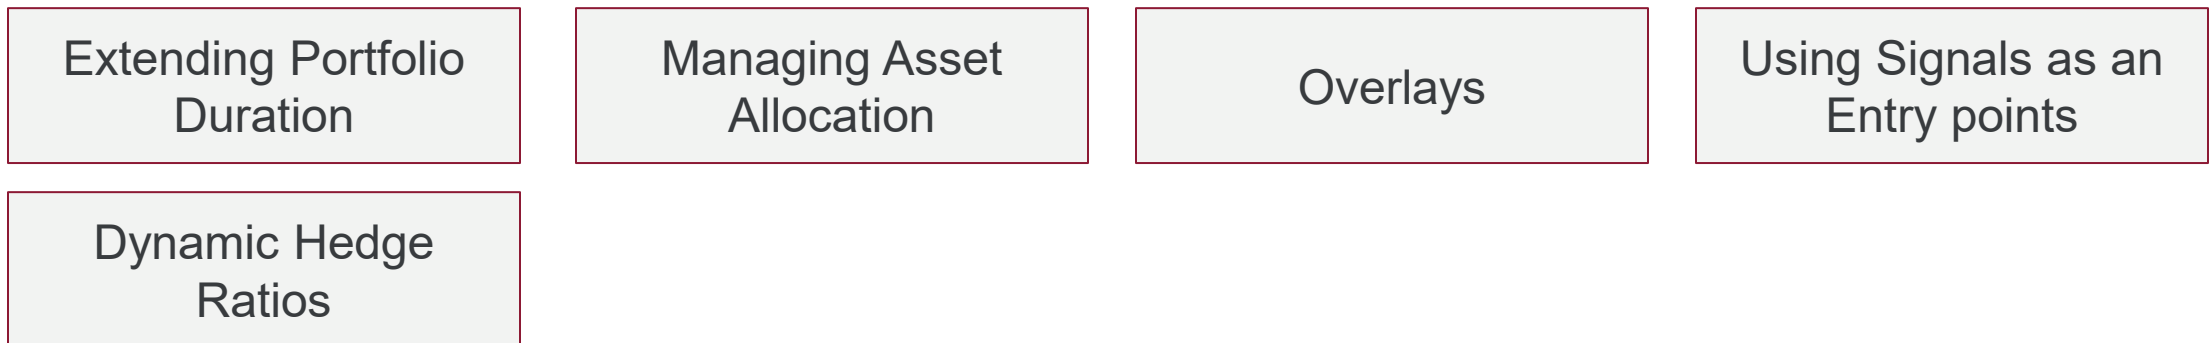 Extending Portfolio
Duration
Managing Asset
Allocation
Overlays
Using Signals as an
Entry points
Dynamic Hedge
Ratios